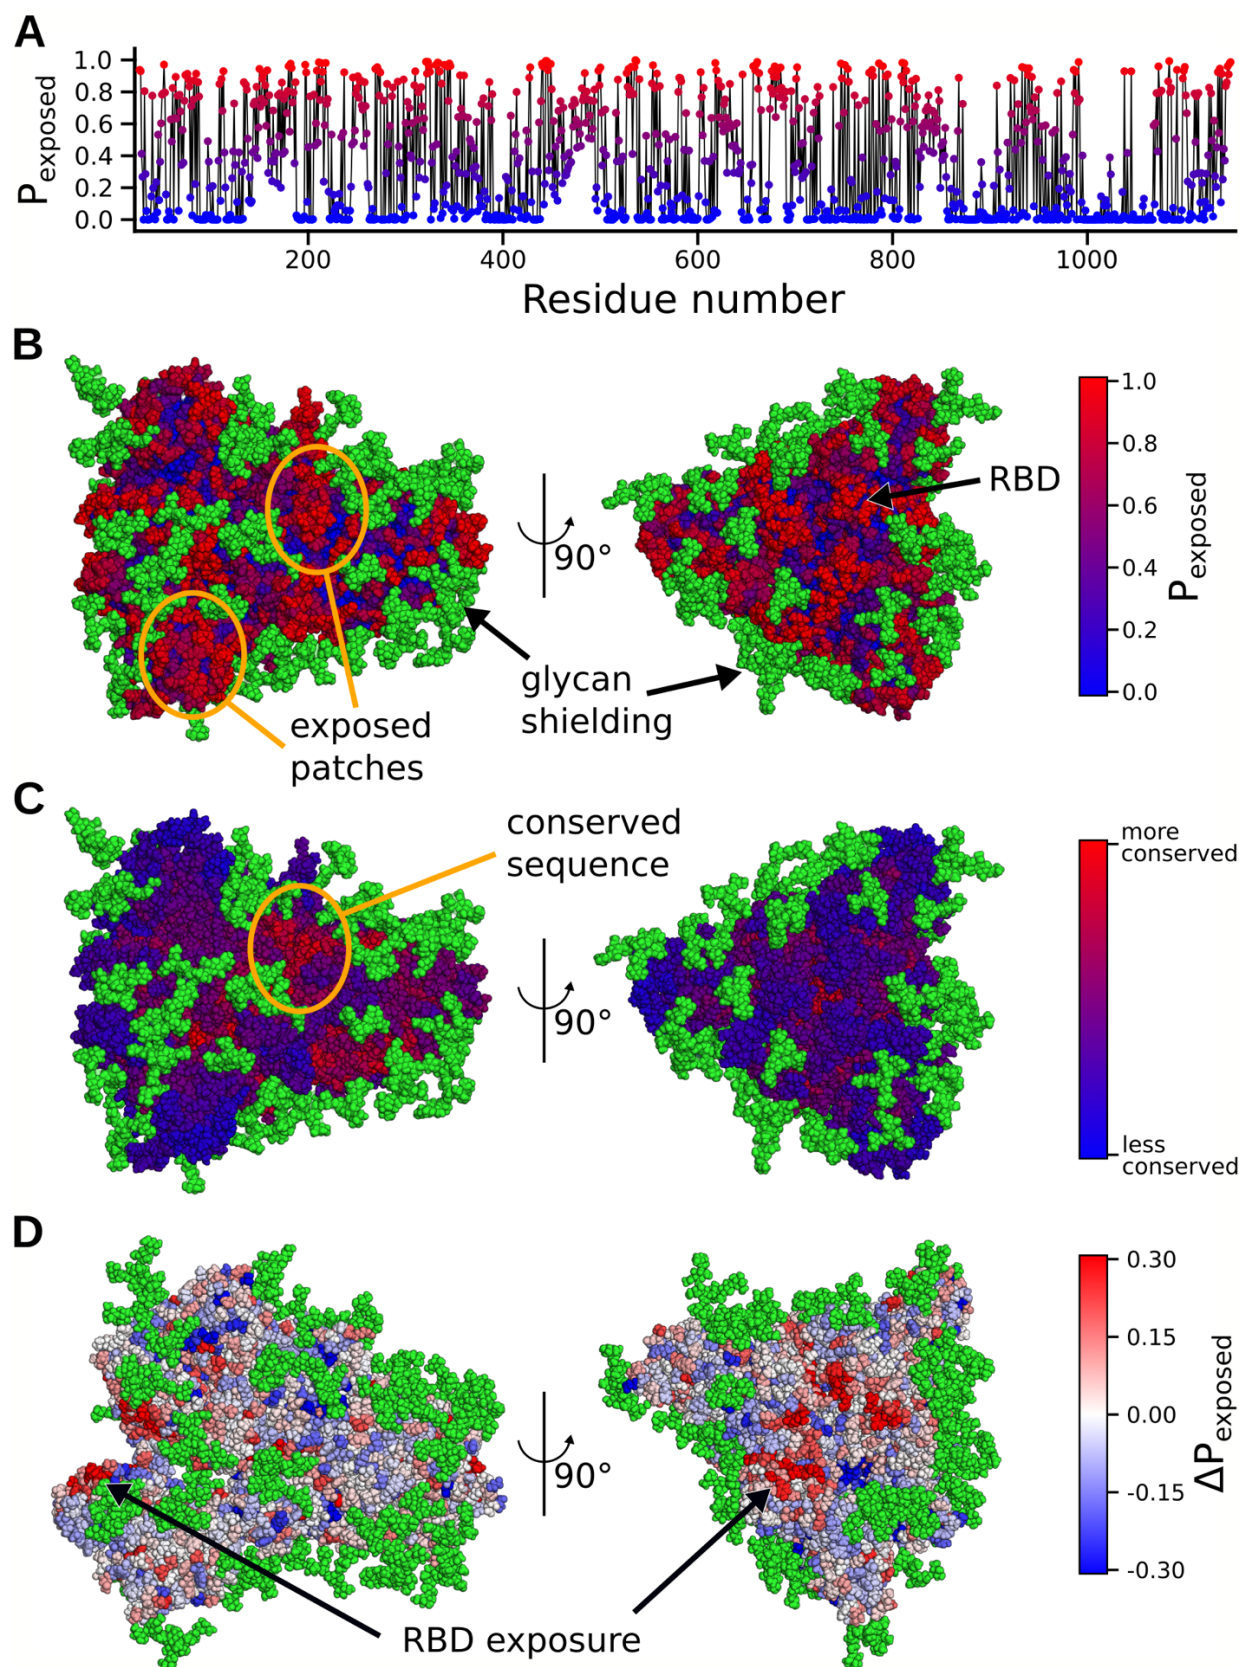 A
1.0
0.8
0.6
0.4
0.2
0.0
Pexposed
200
400
600
800
1000
Residue number
B
RBD
90°
glycan
shielding
exposed
patches
1.0
0.8
0.6
0.4
0.2
0.0
Pexposed
C
conserved
sequence
90°
more
conserved
less
conserved
D
90°
RBD exposure
0.30
0.15
0.00
-0.15
-0.30
ΔPexposed